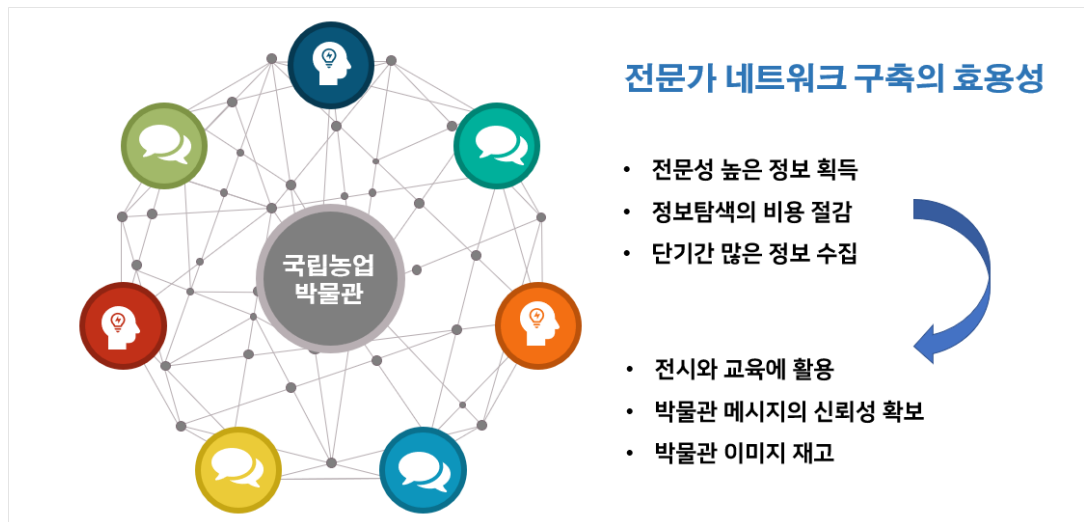 국립농업
박물관
전문가 네트워크 구축의 효용성
• 전문성 높은 정보 획득
• 정보탐색의 비용 절감
• 단기간 많은 정보 수집
• 전시와 교육에 활용
• 박물관 메시지의 신뢰성 확보
• 박물관 이미지 재고